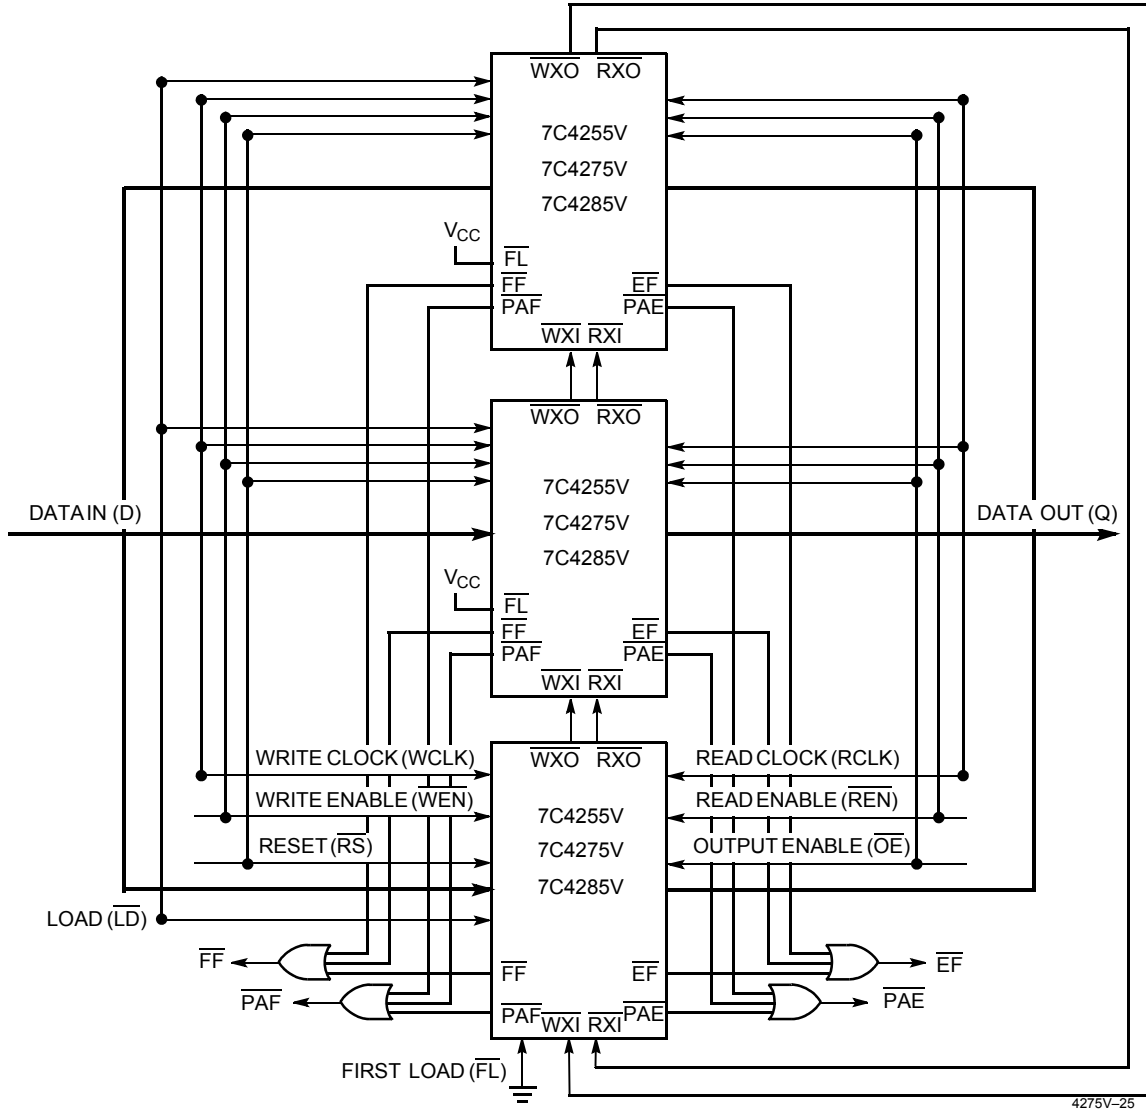 WXO RXO
7C4255V
7C4275V
7C4285V
VCC
FL
FF EF
PAF PAE
WXI RXI
WXO RXO
7C4255V
7C4275V
7C4285V
DATA IN (D)
DATA OUT (Q)
VCC
FL
FF EF
PAF PAE
WXI RXI
WXO RXO
WRITE CLOCK (WCLK)
READ CLOCK (RCLK)
WRITE ENABLE (WEN)
READ ENABLE (REN)
7C4255V
RESET (RS)
7C4275V
OUTPUT ENABLE (OE)
7C4285V
LOAD (LD)
FF FF EF EF
PAF PAF PAE PAE
WXI RXI
FIRST LOAD (FL)
4275V–25